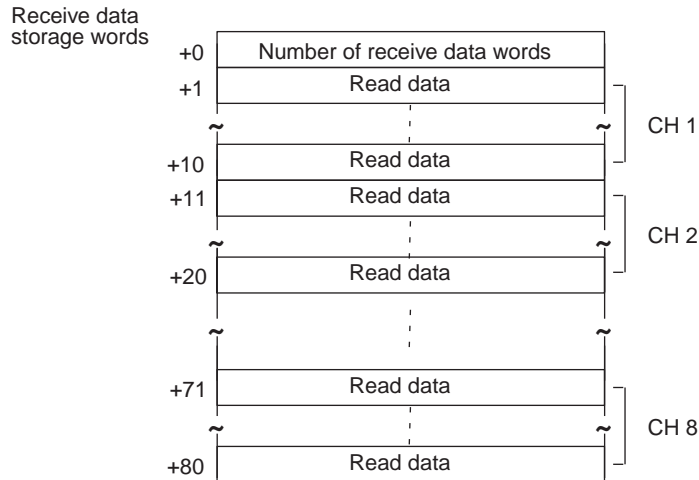 Receive data
storage words
+0 Number of receive data words
+1 Read data
CH 1
+10 Read data
+11 Read data
CH 2
+20 Read data
+71 Read data
CH 8
+80 Read data